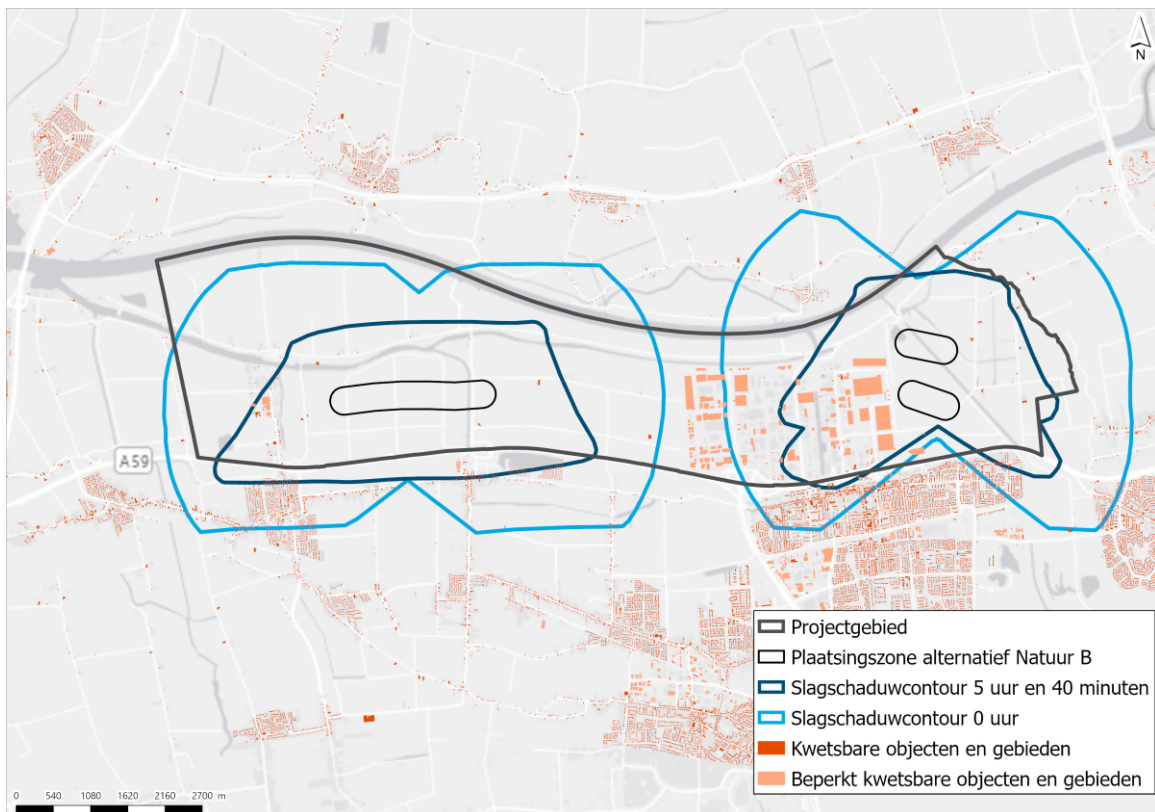 N
A59
Projectgebied
Plaatsingszone alternatief Natuur B
Slagschaduwcontour 5 uur en 40 minuten
Slagschaduwcontour 0 uur
Kwetsbare objecten en gebieden
Beperkt kwetsbare objecten en gebieden
0 540 1080 1620 2160 2700 m